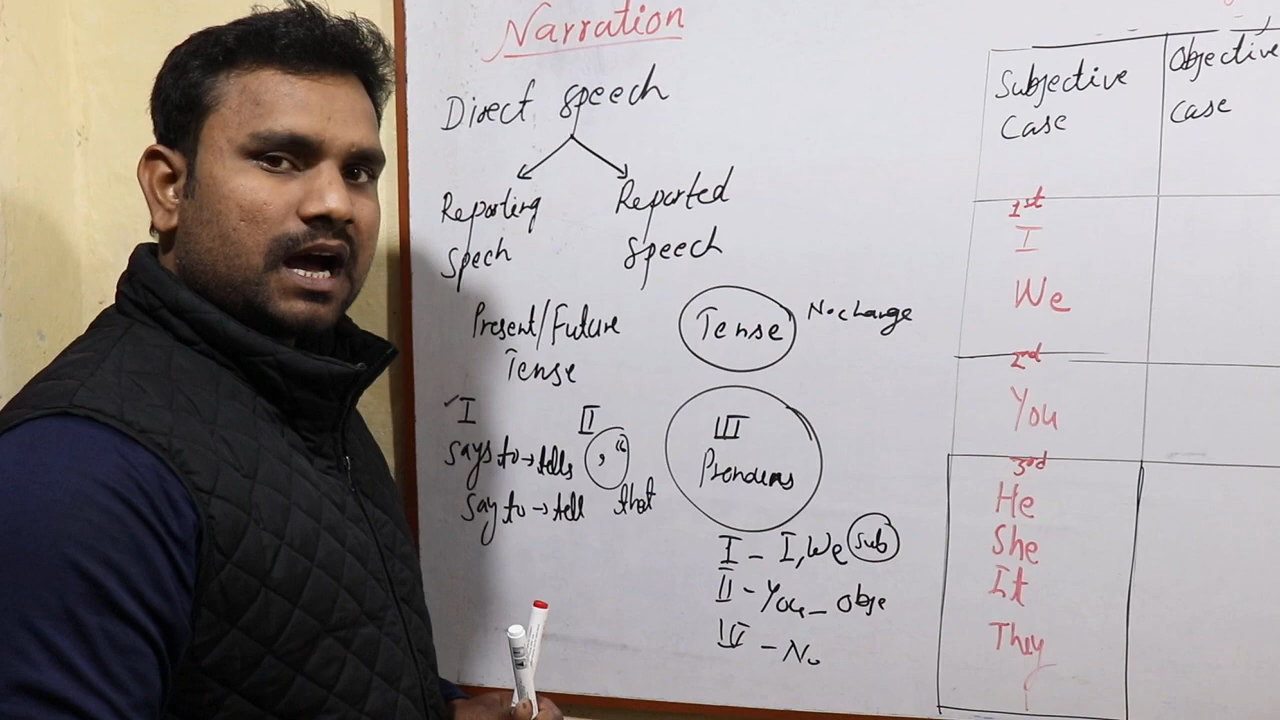 Narration
Direct speech
Reporting
Spech
Reported
Speech
Present/Future
Tense
Tense
No change
I
says to → tells
say to → tell
II
, "
that
III
Pronouns
I - I, We sub
II - You - Obje
III - No
Subjective
Case
Objective
Case
1st
I
We
2nd
You
3rd
He
She
It
They